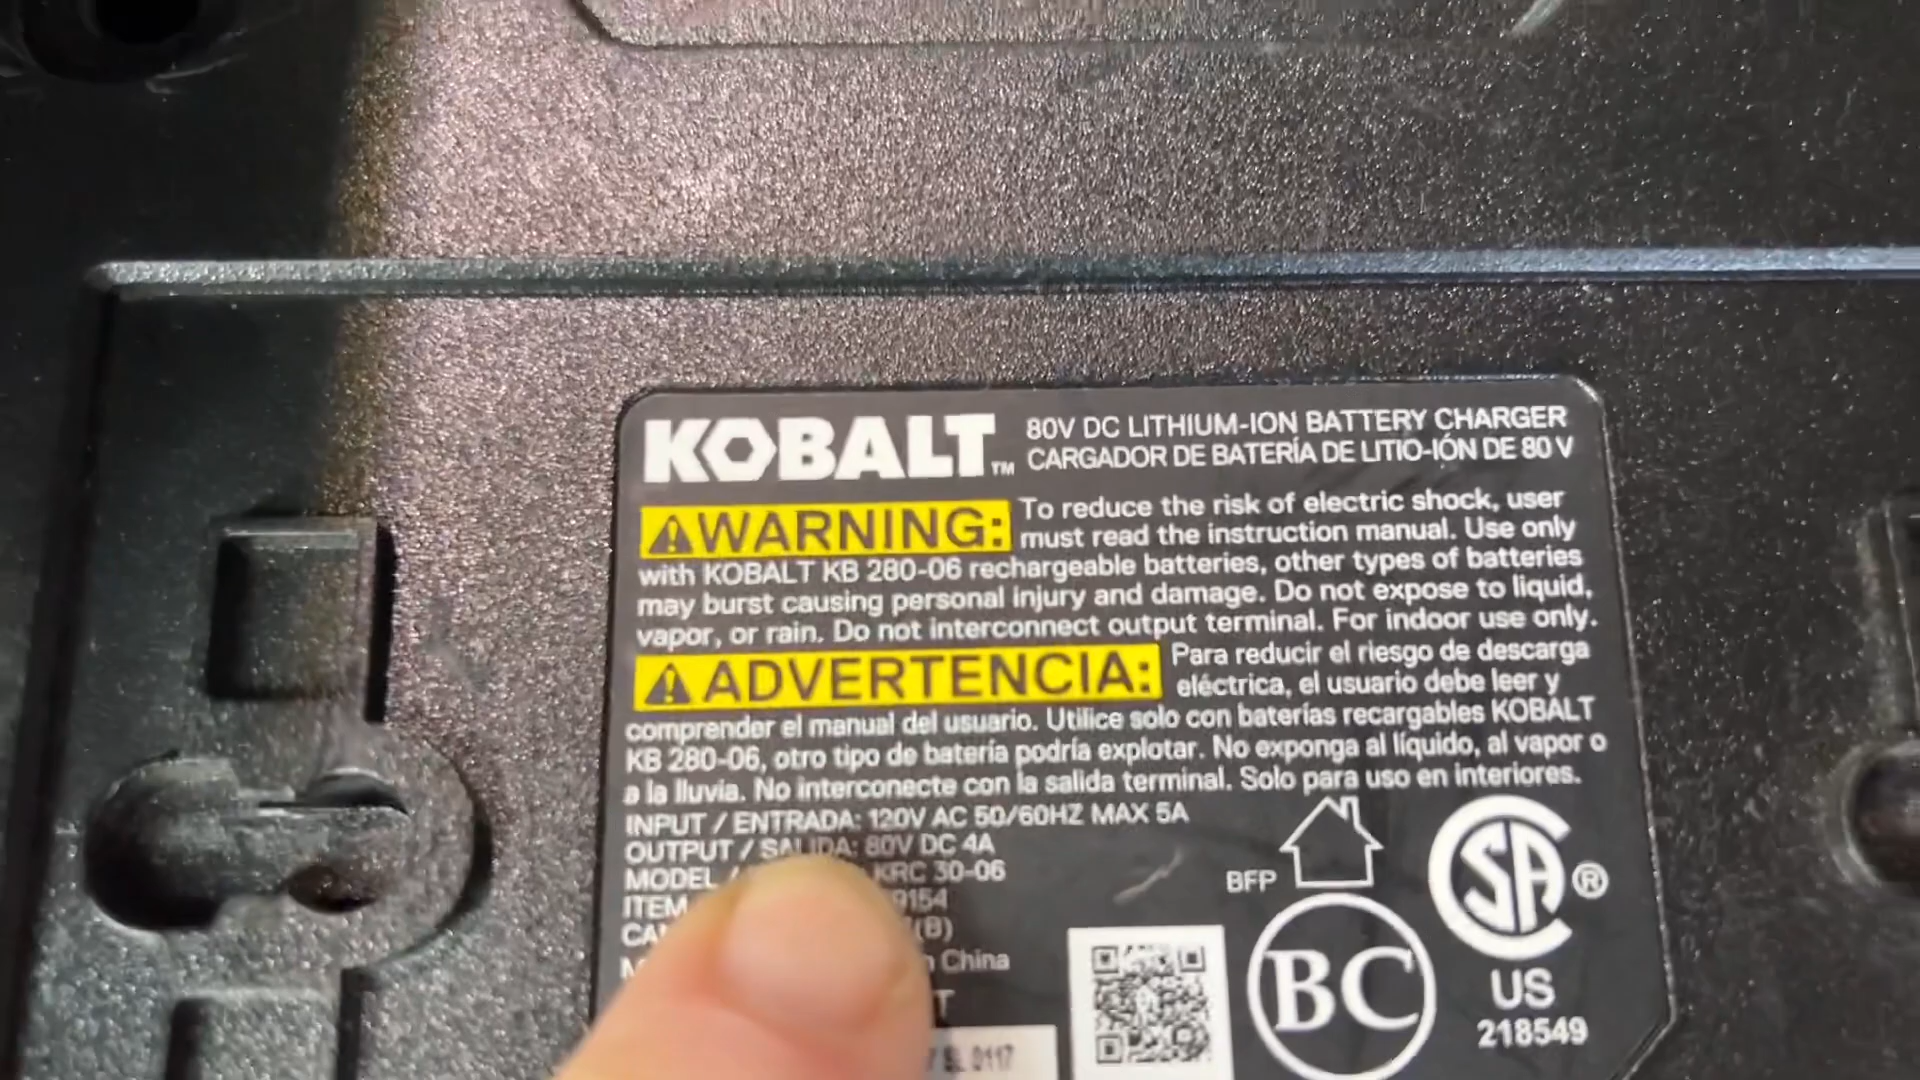 KOBALT™ 80V DC LITHIUM-ION BATTERY CHARGER
CARGADOR DE BATERÍA DE LITIO-IÓN DE 80 V
⚠WARNING: To reduce the risk of electric shock, user
must read the instruction manual. Use only
with KOBALT KB 280-06 rechargeable batteries, other types of batteries
may burst causing personal injury and damage. Do not expose to liquid,
vapor, or rain. Do not interconnect output terminal. For indoor use only.
⚠ADVERTENCIA: Para reducir el riesgo de descarga
eléctrica, el usuario debe leer y
comprender el manual del usuario. Utilice solo con baterías recargables KOBALT
KB 280-06, otro tipo de batería podría explotar. No exponga al líquido, al vapor o
a la lluvia. No interconecte con la salida terminal. Solo para uso en interiores.
INPUT / ENTRADA: 120V AC 50/60HZ MAX 5A
OUTPUT / SALIDA: 80V DC 4A
MODEL / KRC 30-06
ITEM 9154
(B)
China
BFP
SA ®
BC
US
218549
SL 0117